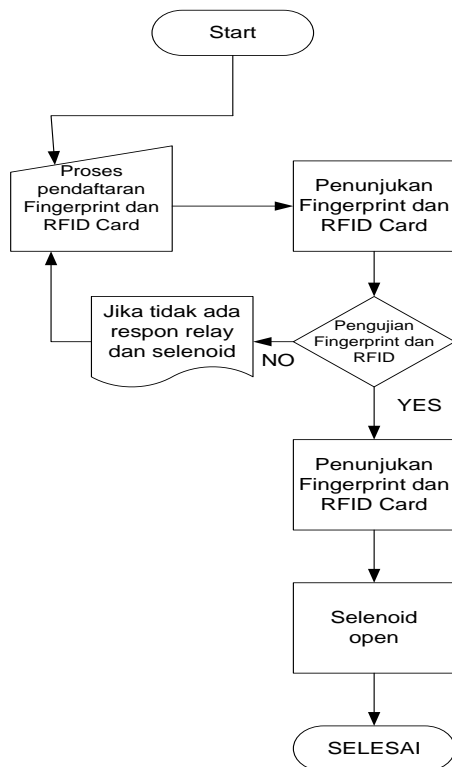 Start
Proses
pendaftaran
Fingerprint dan
RFID Card
Penunjukan
Fingerprint dan
RFID Card
Jika tidak ada
respon relay
dan selenoid
NO
Pengujian
Fingerprint dan
RFID
YES
Penunjukan
Fingerprint dan
RFID Card
Selenoid
open
SELESAI